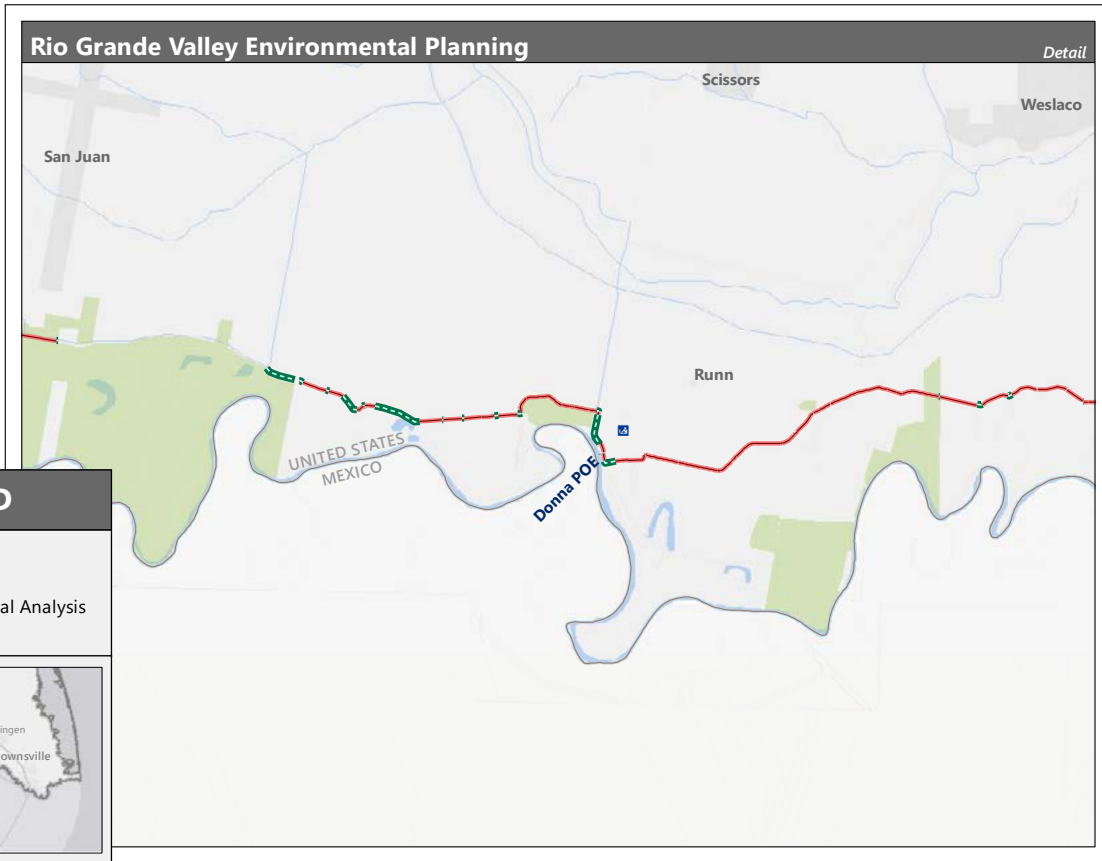 Rio Grande Valley Environmental Planning
Detail
Scissors
Weslaco
San Juan
Runn
UNITED STATES
MEXICO
Donna POE
D
al Analysis
ingen
ownsville